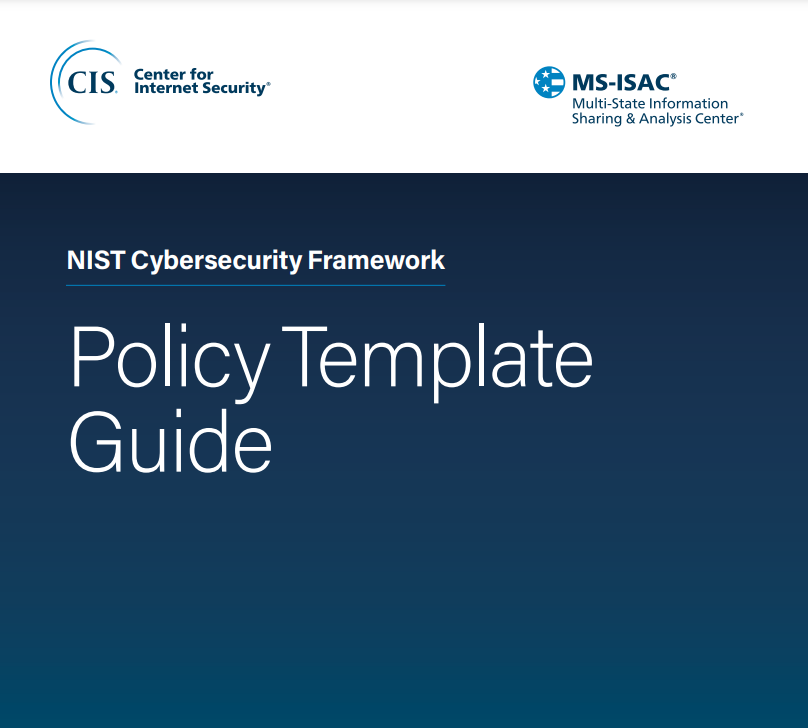 CIS.
Center for
Internet Security®
MS-ISAC®
Multi-State Information
Sharing & Analysis Center®
NIST Cybersecurity Framework
Policy Template
Guide